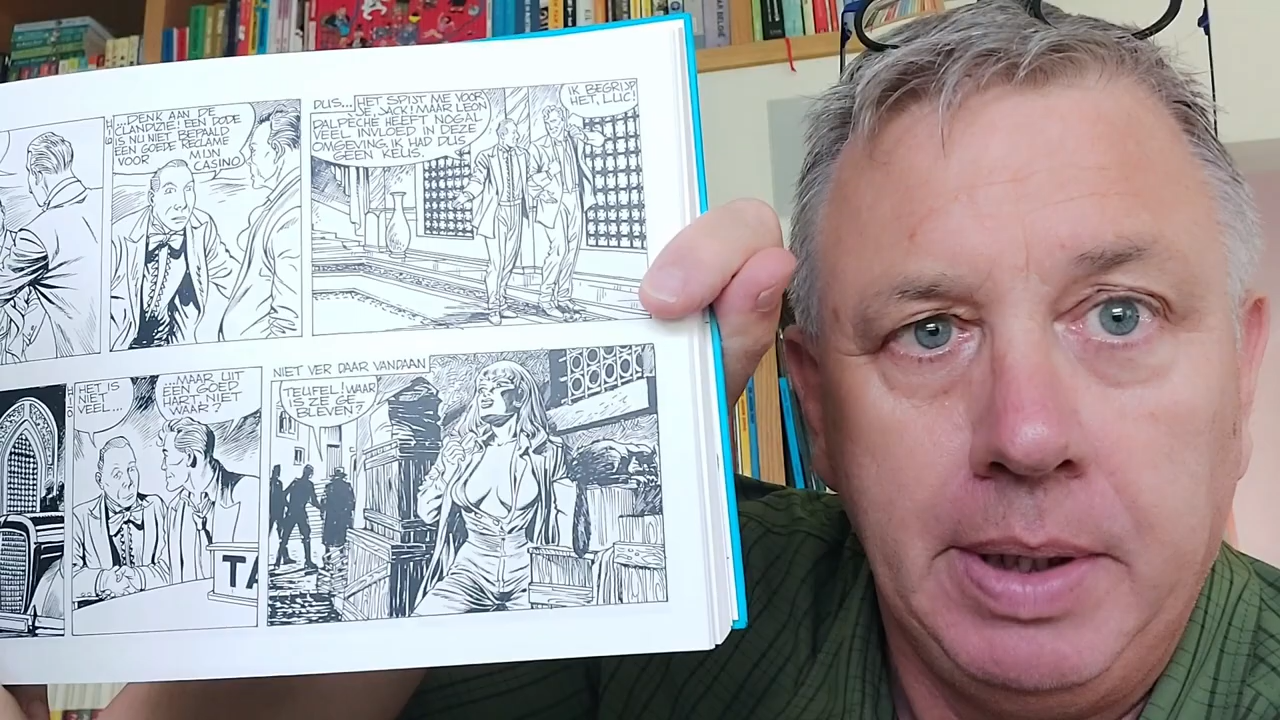 ..DENK AAN DE
CLANDIZIE! EEN DODE
IS NU NIET BEPAALD
EEN GOEDE RECLAME
VOOR MIJN
CASINO
DUS... HET SPIJT ME VOOR
JE, JACK! MAAR LEON
DALPECHE HEEFT NOGAL
VEEL INVLOED IN DEZE
OMGEVING. IK HAD DUS
GEEN KEUS.
IK BEGRIJP
HET, LUC!
HET IS
NIET
VEEL...
...MAAR UIT
EEN GOED
HART, NIET
WAAR?
TA
NIET VER DAAR VANDAAN
TEUFEL! WAAR
IS ZE GE-
BLEVEN?